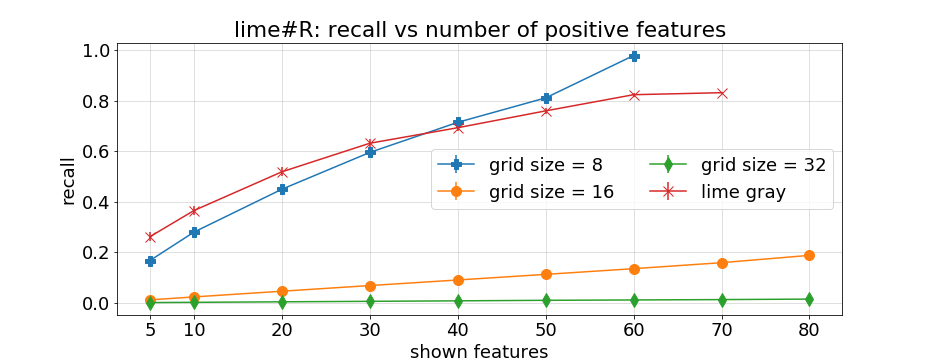 lime#R: recall vs number of positive features
1.0
0.8
0.6
0.4
0.2
0.0
recall
grid size = 8
grid size = 16
grid size = 32
lime gray
5 10 20 30 40 50 60 70 80
shown features